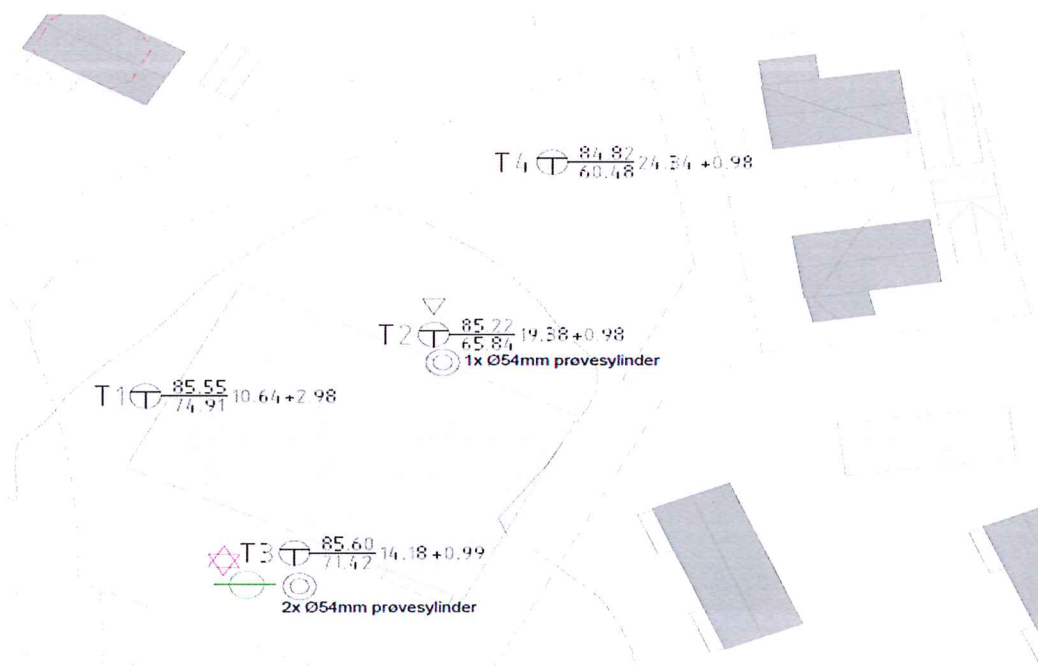 T4 84.82 24.34 +0.98
60.48
T2 85.22 19.38+0.98
65.84
1x Ø54mm prøvesylinder
T1 85.55 10.64+2.98
74.91
T3 85.60 14.18+0.99
71.42
2x Ø54mm prøvesylinder